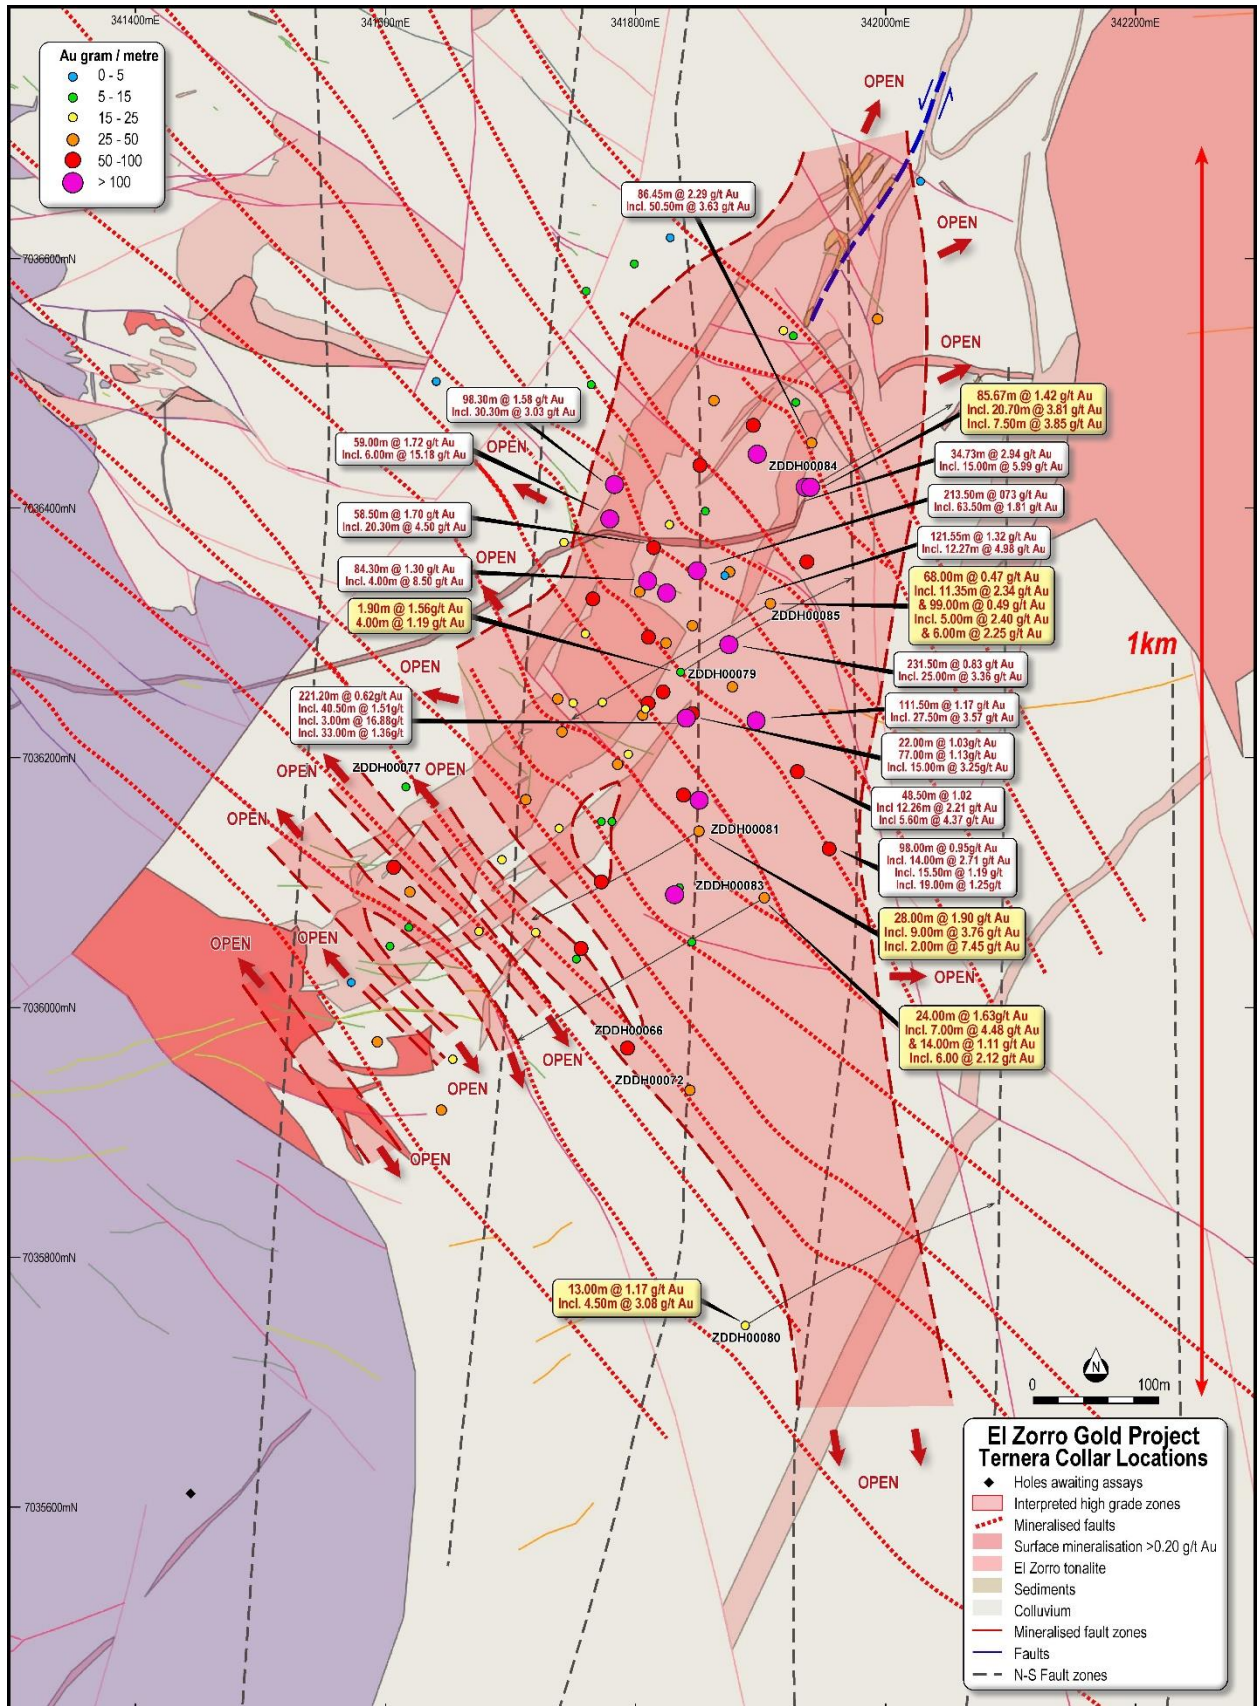 341400mE
341600mE
341800mE
342000mE
342200mE
Au gram / metre
0 - 5
5 - 15
15 - 25
25 - 50
50 -100
> 100
OPEN
86.45m @ 2.29 g/t Au
Incl. 50.50m @ 3.63 g/t Au
OPEN
7036600mN
OPEN
98.30m @ 1.58 g/t Au
Incl. 30.30m @ 3.03 g/t Au
85.67m @ 1.42 g/t Au
Incl. 20.70m @ 3.81 g/t Au
Incl. 7.50m @ 3.85 g/t Au
59.00m @ 1.72 g/t Au
Incl. 6.00m @ 15.18 g/t Au
OPEN
ZDDH00084
34.73m @ 2.94 g/t Au
Incl. 15.00m @ 5.99 g/t Au
7036400mN
213.50m @ 073 g/t Au
Incl. 63.50m @ 1.81 g/t Au
58.50m @ 1.70 g/t Au
Incl. 20.30m @ 4.50 g/t Au
121.55m @ 1.32 g/t Au
Incl. 12.27m @ 4.98 g/t Au
OPEN
84.30m @ 1.30 g/t Au
Incl. 4.00m @ 8.50 g/t Au
68.00m @ 0.47 g/t Au
Incl. 11.35m @ 2.34 g/t Au
& 99.00m @ 0.49 g/t Au
Incl. 5.00m @ 2.40 g/t Au
& 6.00m @ 2.25 g/t Au
1.90m @ 1.56g/t Au
4.00m @ 1.19 g/t Au
ZDDH00085
1km
OPEN
ZDDH00079
231.50m @ 0.83 g/t Au
Incl. 25.00m @ 3.36 g/t Au
221.20m @ 0.62g/t Au
Incl. 40.50m @ 1.51g/t
Incl. 3.00m @ 16.88g/t
Incl. 33.00m @ 1.36g/t
111.50m @ 1.17 g/t Au
Incl. 27.50m @ 3.57 g/t Au
22.00m @ 1.03g/t Au
77.00m @ 1.13g/t Au
Incl. 15.00m @ 3.25g/t Au
7036200mN
OPEN
ZDDH00077
OPEN
48.50m @ 1.02
Incl 12.26m @ 2.21 g/t Au
Incl 5.60m @ 4.37 g/t Au
OPEN
ZDDH00081
98.00m @ 0.95g/t Au
Incl. 14.00m @ 2.71 g/t Au
Incl. 15.50m @ 1.19 g/t
Incl. 19.00m @ 1.25g/t
ZDDH00083
28.00m @ 1.90 g/t Au
Incl. 9.00m @ 3.76 g/t Au
Incl. 2.00m @ 7.45 g/t Au
OPEN
OPEN
OPEN
7036000mN
24.00m @ 1.63g/t Au
Incl. 7.00m @ 4.48 g/t Au
& 14.00m @ 1.11 g/t Au
Incl. 6.00 @ 2.12 g/t Au
ZDDH00066
OPEN
ZDDH00072
OPEN
OPEN
7035800mN
13.00m @ 1.17 g/t Au
Incl. 4.50m @ 3.08 g/t Au
ZDDH00080
N
0
100m
OPEN
7035600mN
El Zorro Gold Project
Ternera Collar Locations
Holes awaiting assays
Interpreted high grade zones
Mineralised faults
Surface mineralisation >0.20 g/t Au
El Zorro tonalite
Sediments
Colluvium
Mineralised fault zones
Faults
N-S Fault zones